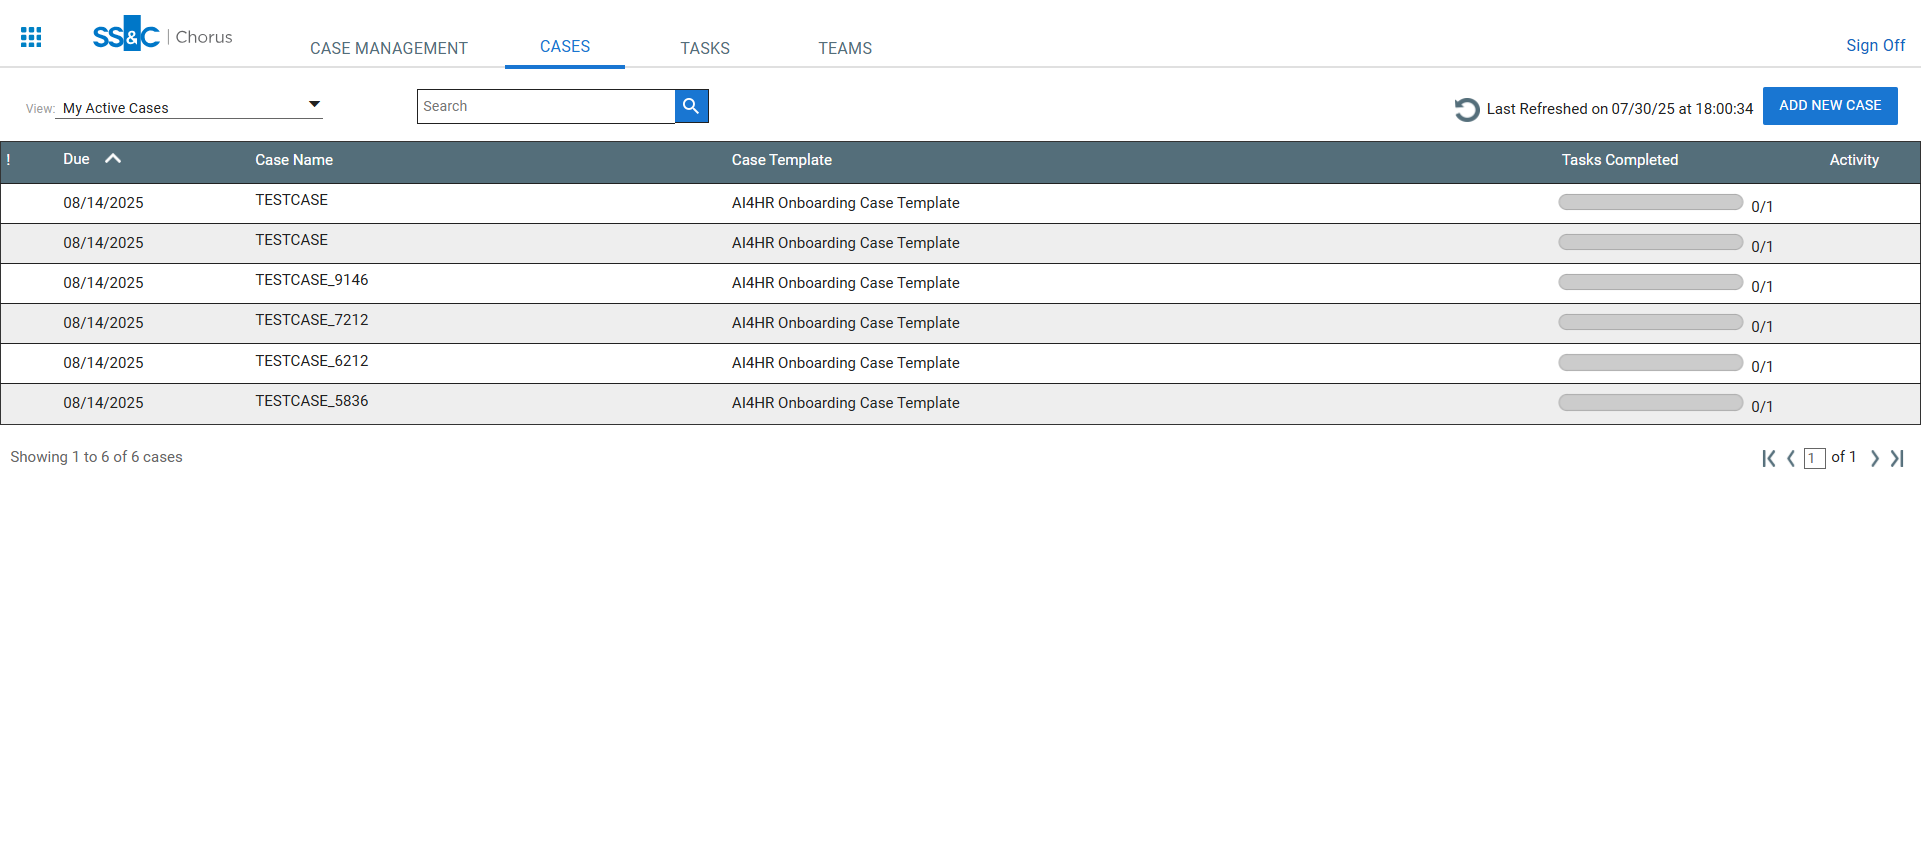 SS&C | Chorus
CASE MANAGEMENT
CASES
TASKS
TEAMS
Sign Off
View: My Active Cases
Search
Last Refreshed on 07/30/25 at 18:00:34
ADD NEW CASE
! Due Case Name Case Template Tasks Completed Activity
08/14/2025 TESTCASE AI4HR Onboarding Case Template 0/1
08/14/2025 TESTCASE AI4HR Onboarding Case Template 0/1
08/14/2025 TESTCASE_9146 AI4HR Onboarding Case Template 0/1
08/14/2025 TESTCASE_7212 AI4HR Onboarding Case Template 0/1
08/14/2025 TESTCASE_6212 AI4HR Onboarding Case Template 0/1
08/14/2025 TESTCASE_5836 AI4HR Onboarding Case Template 0/1
Showing 1 to 6 of 6 cases
1 of 1